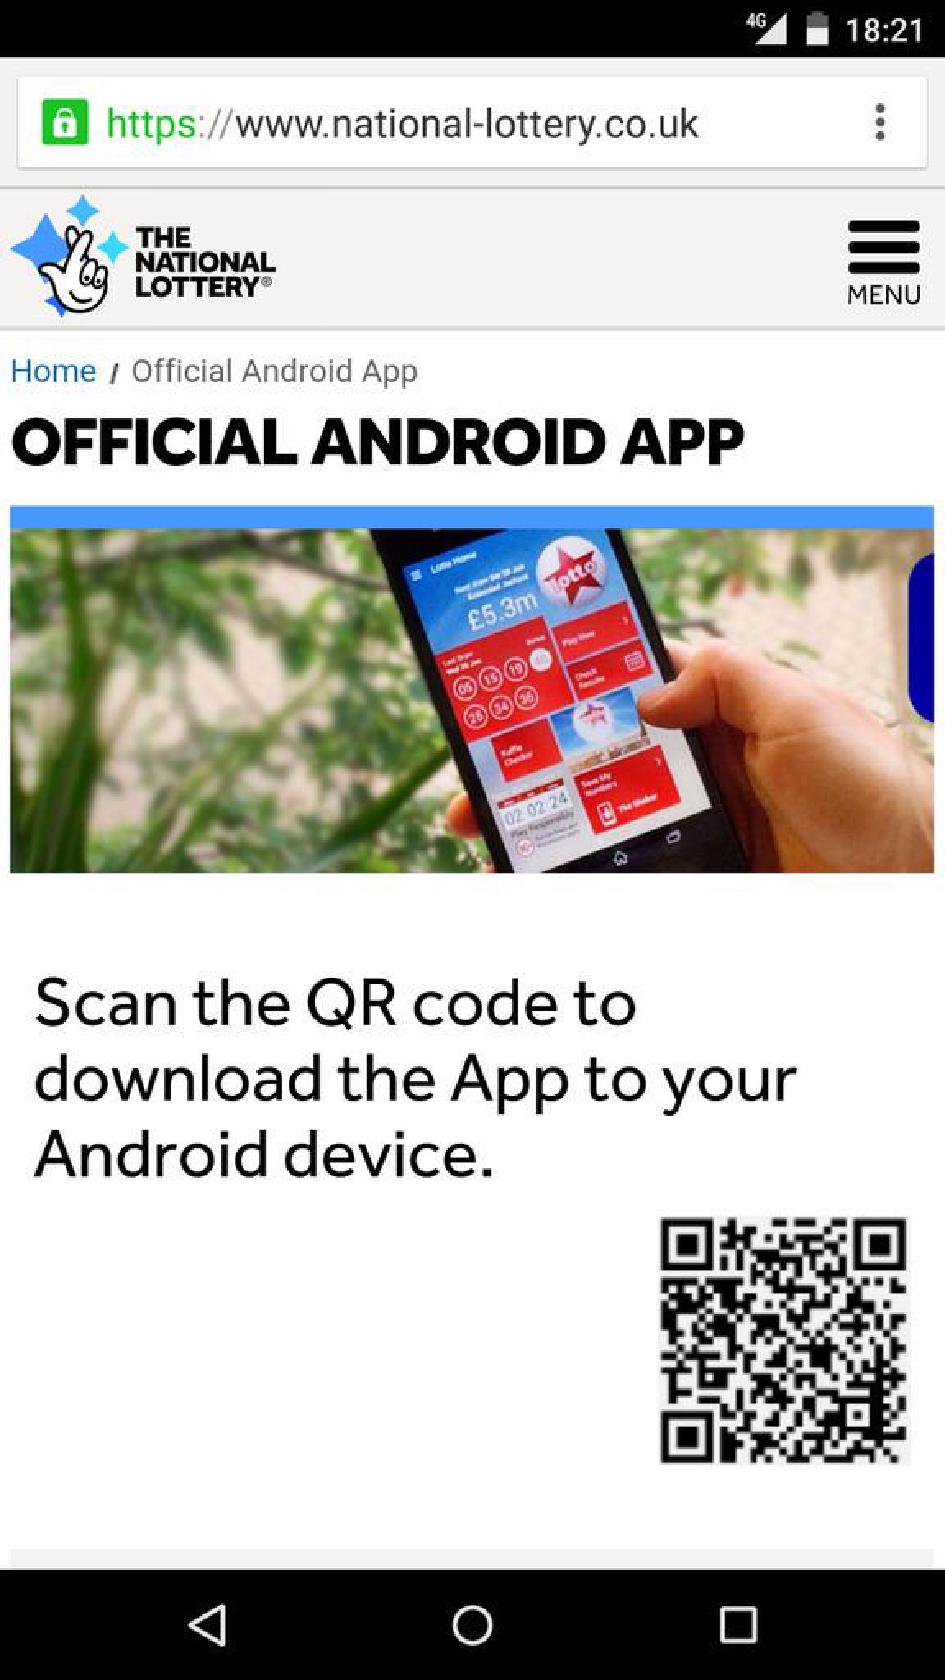 4G 18:21
https://www.national-lottery.co.uk
THE
NATIONAL
LOTTERY®
MENU
Home / Official Android App
OFFICIAL ANDROID APP
Lotto Home
lotto
£5.3m
Play Now
Check
Results
05 15 19
28 34 36
Raffle
Checker
Save My
Numbers
The Shaker
02 02:24
Play Responsibly
Scan the QR code to
download the App to your
Android device.